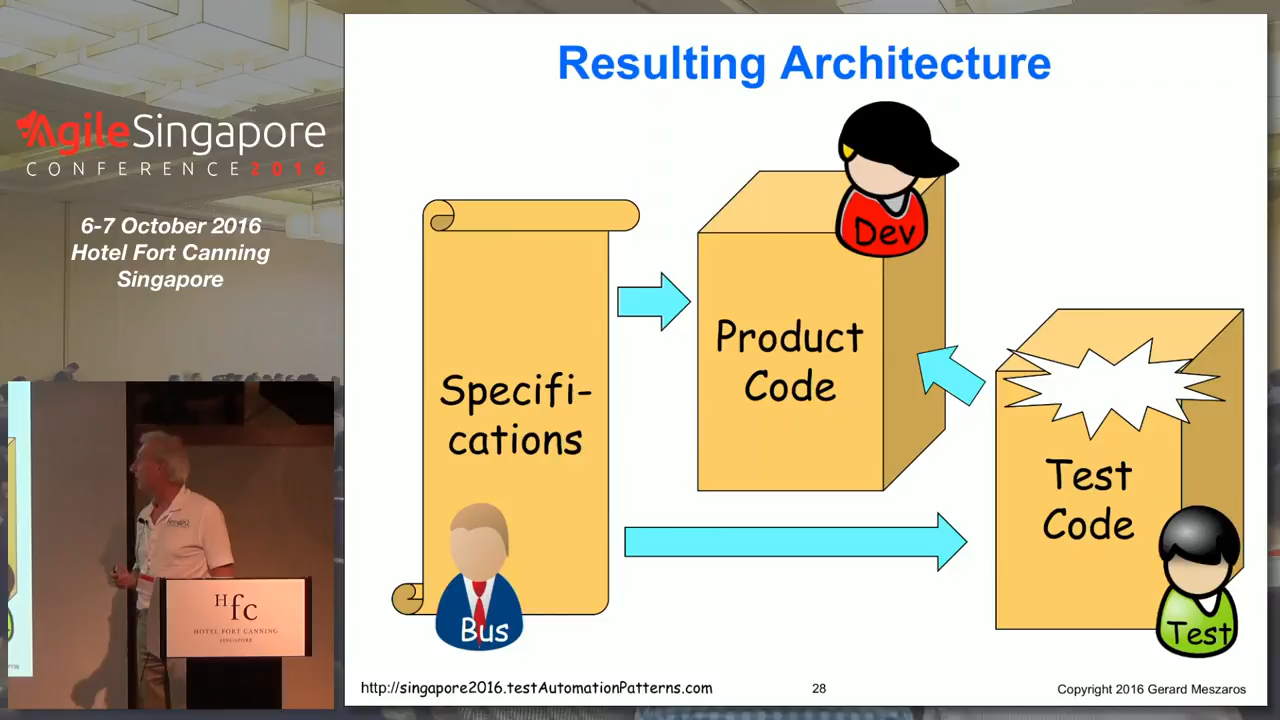 AgileSingapore
CONFERENCE 2016
6-7 October 2016
Hotel Fort Canning
Singapore
Resulting Architecture
Dev
Product
Code
Specifi-
cations
Test
Code
Bus
Test
Hfc
HOTEL FORT CANNING
SINGAPORE
http://singapore2016.testAutomationPatterns.com
28
Copyright 2016 Gerard Meszaros